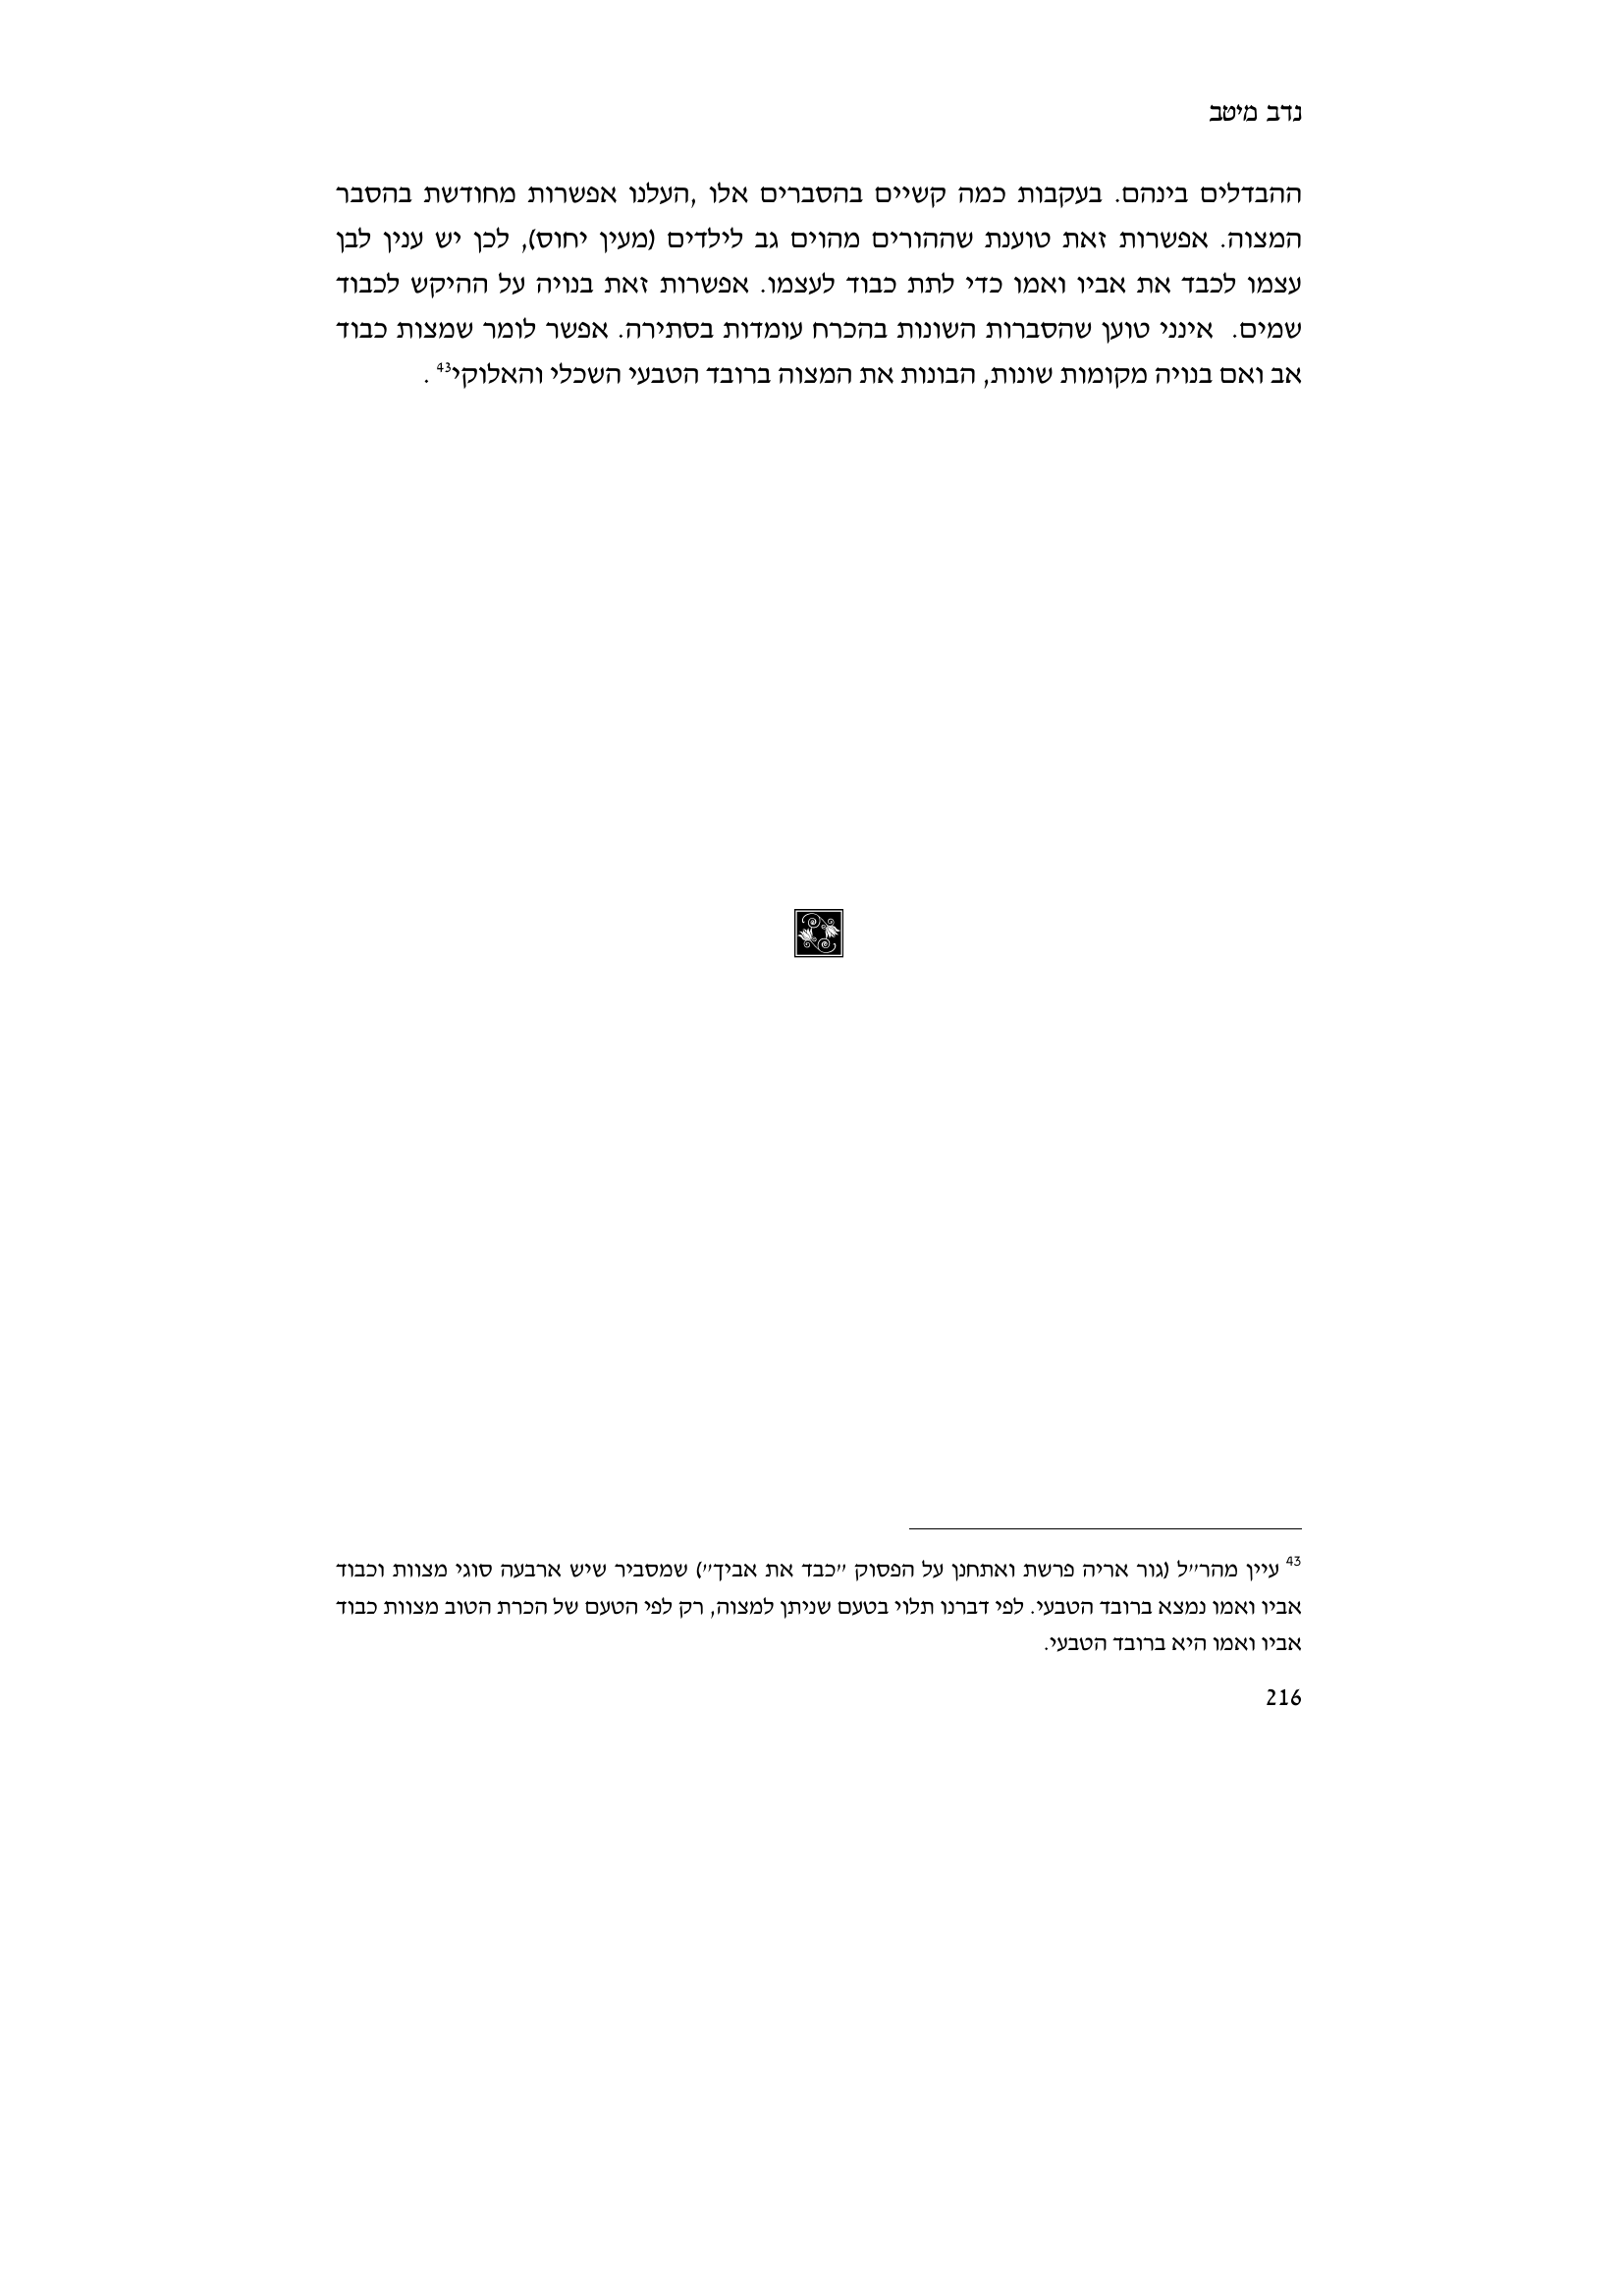 נדב מיטב
ההבדלים בינהם. בעקבות כמה קשיים בהסברים אלו ,העלנו אפשרות מחודשת בהסבר
המצוה. אפשרות זאת טוענת שההורים מהוים גב לילדים (מעין יחוס), לכן יש ענין לבן
עצמו לכבד את אביו ואמו כדי לתת כבוד לעצמו. אפשרות זאת בנויה על ההיקש לכבוד
שמים.  אינני טוען שהסברות השונות בהכרח עומדות בסתירה. אפשר לומר שמצות כבוד
אב ואם בנויה מקומות שונות, הבונות את המצוה ברובד הטבעי השכלי והאלוקי43 .
43 עיין מהר"ל (גור אריה פרשת ואתחנן על הפסוק "כבד את אביך") שמסביר שיש ארבעה סוגי מצוות וכבוד
אביו ואמו נמצא ברובד הטבעי. לפי דברנו תלוי בטעם שניתן למצוה, רק לפי הטעם של הכרת הטוב מצוות כבוד
אביו ואמו היא ברובד הטבעי.
216